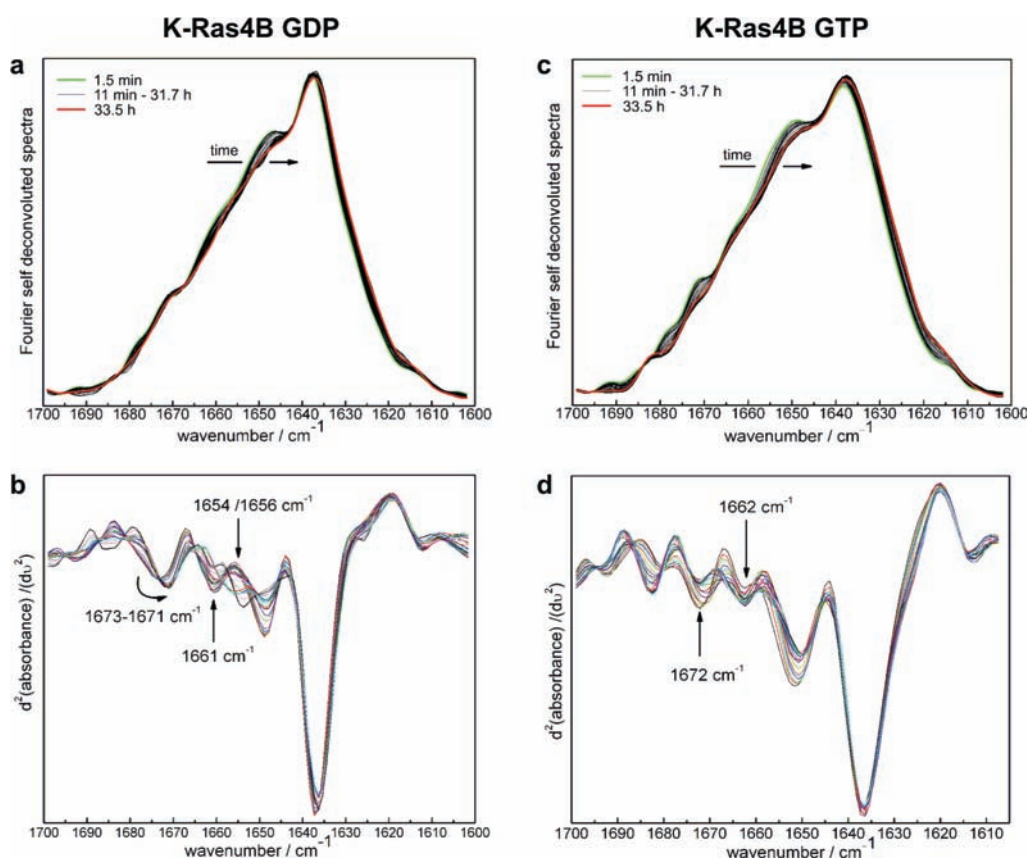 K-Ras4B GDP
K-Ras4B GTP
a
1.5 min
11 min - 31.7 h
33.5 h
time
Fourier self deconvoluted spectra
1700 1690 1680 1670 1660 1650 1640 1630 1620 1610 1600
wavenumber / cm⁻¹
c
1.5 min
11 min - 31.7 h
33.5 h
time
Fourier self deconvoluted spectra
1700 1690 1680 1670 1660 1650 1640 1630 1620 1610 1600
wavenumber / cm⁻¹
b
1654 /1656 cm⁻¹
1673-1671 cm⁻¹
1661 cm⁻¹
d²(absorbance) /(dυ²)
1700 1690 1680 1670 1660 1650 1640 1630 1620 1610 1600
wavenumber / cm⁻¹
d
1662 cm⁻¹
1672 cm⁻¹
d²(absorbance) /(dυ²)
1700 1690 1680 1670 1660 1650 1640 1630 1620 1610
wavenumber / cm⁻¹